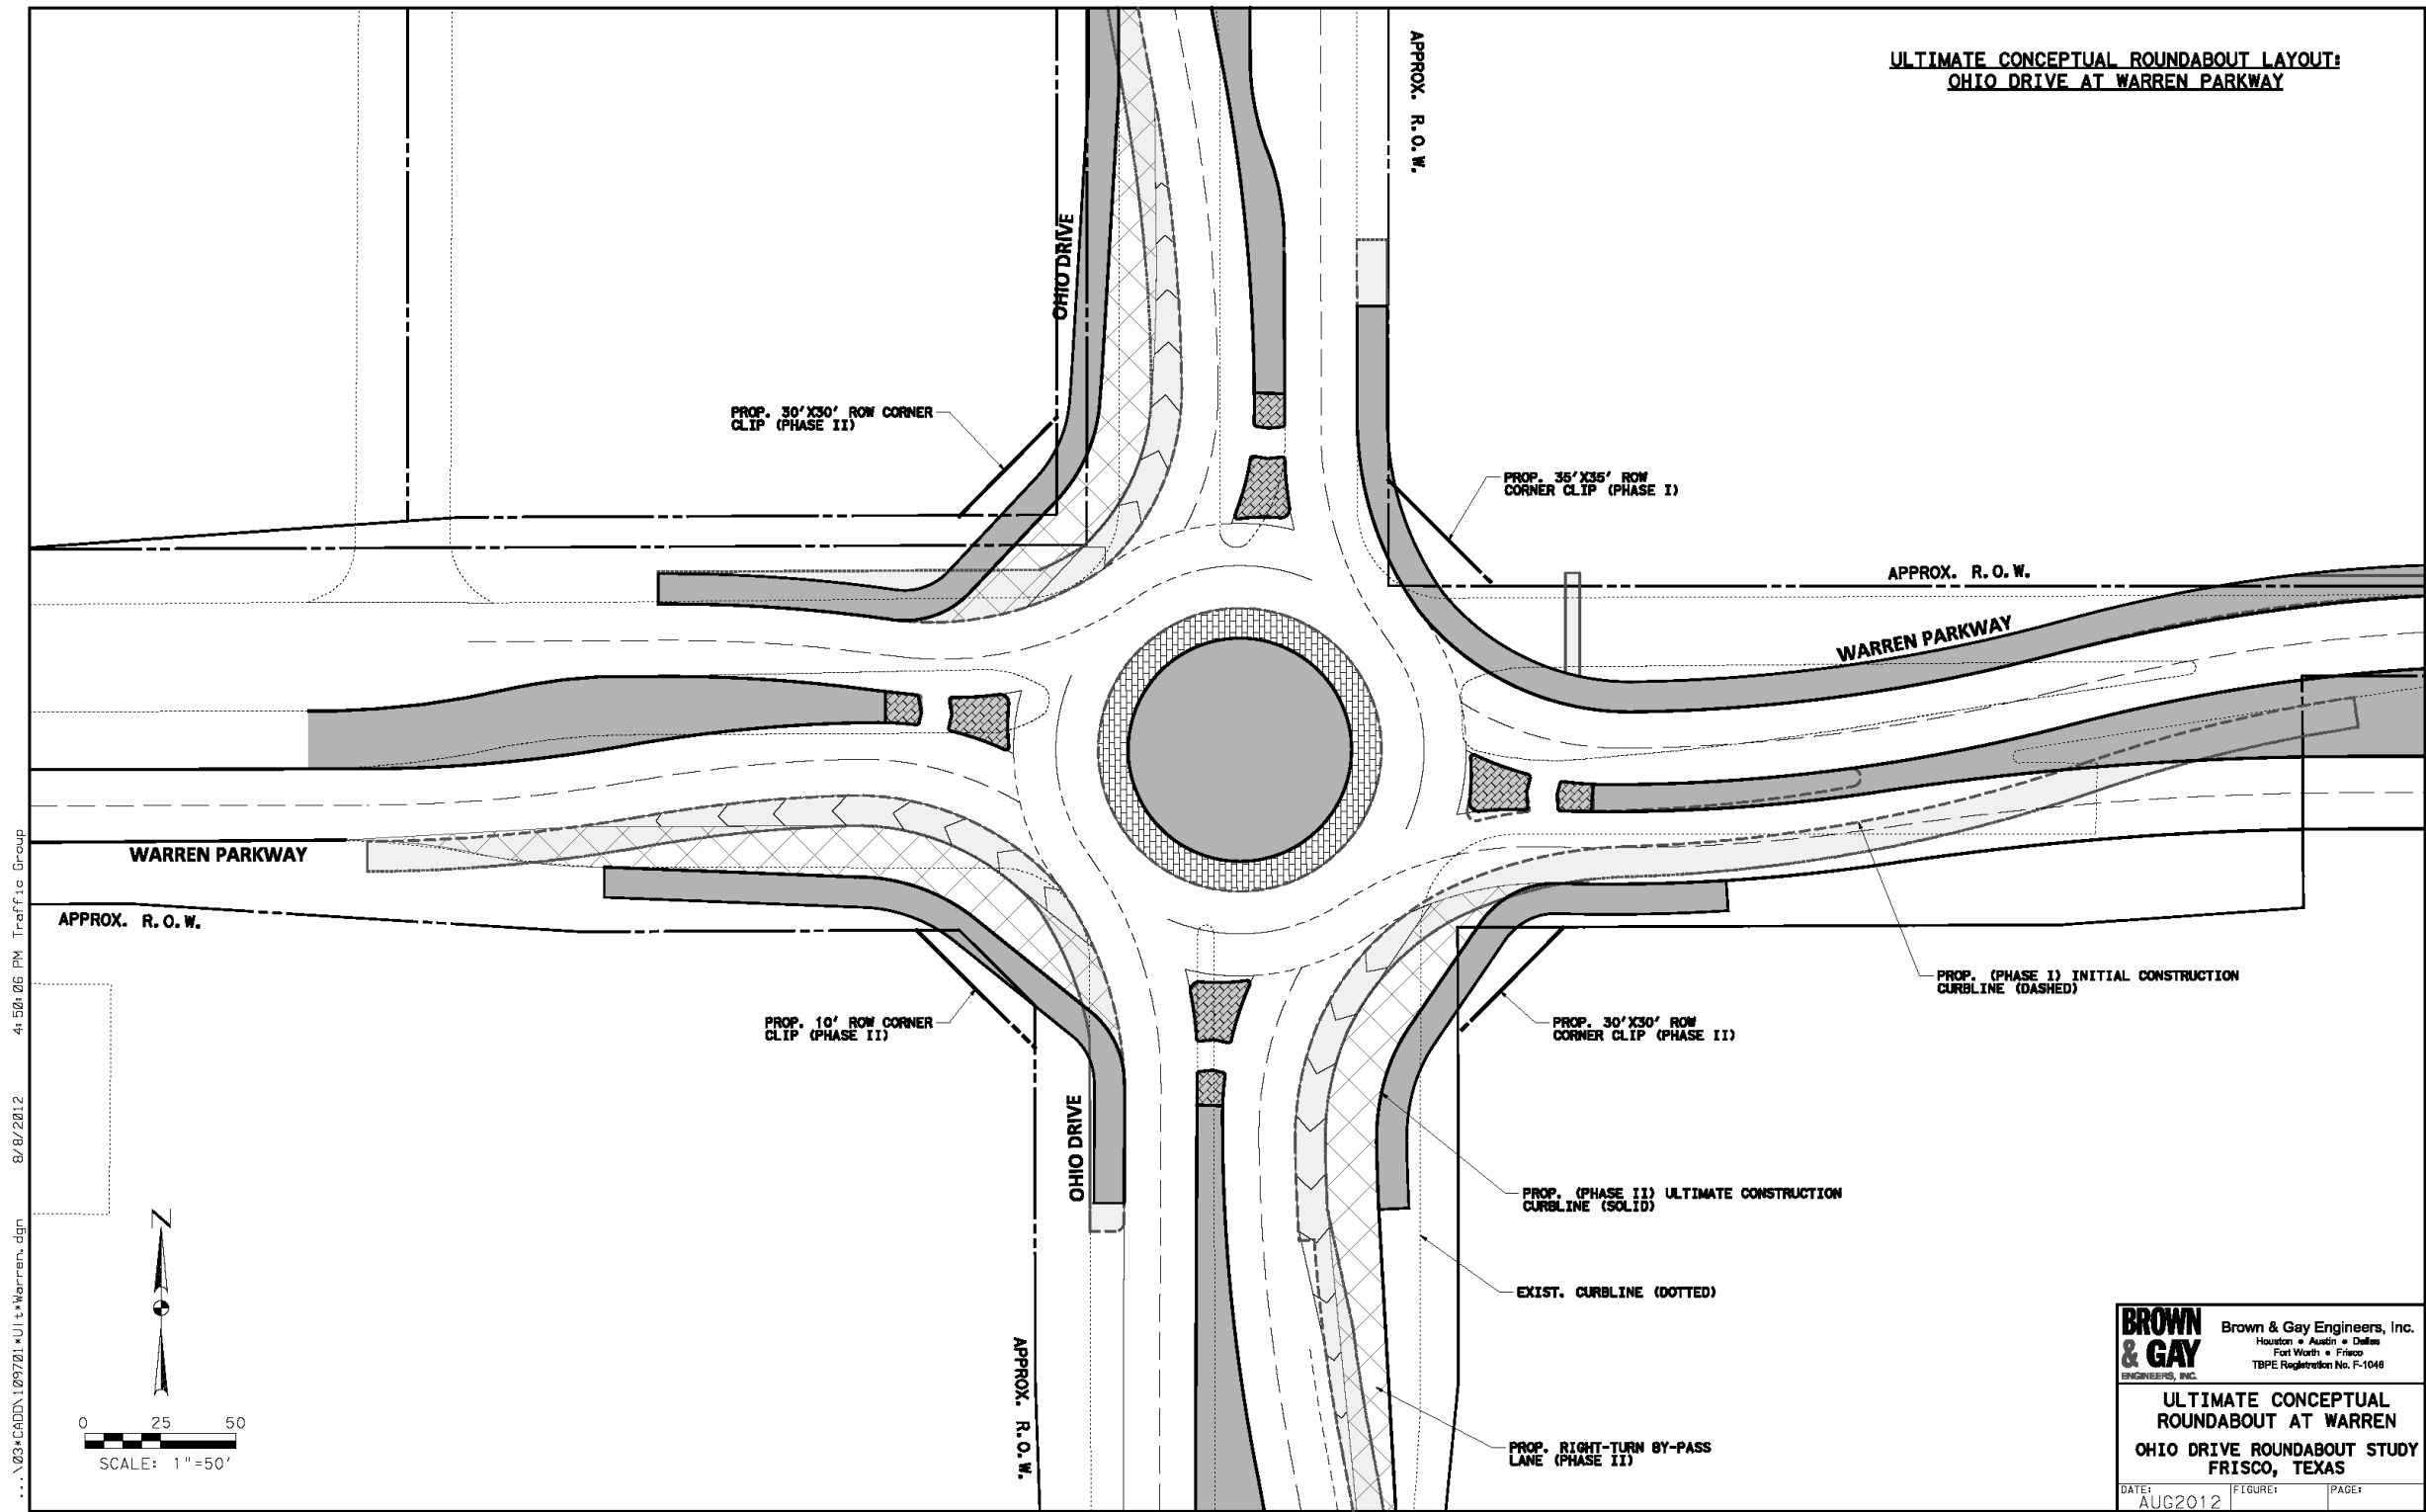 ULTIMATE CONCEPTUAL ROUNDABOUT LAYOUT:
OHIO DRIVE AT WARREN PARKWAY
APPROX. R.O.W.
OHIO DRIVE
PROP. 30'X30' ROW CORNER
CLIP (PHASE II)
PROP. 35'X35' ROW
CORNER CLIP (PHASE I)
APPROX. R.O.W.
WARREN PARKWAY
WARREN PARKWAY
APPROX. R.O.W.
PROP. (PHASE I) INITIAL CONSTRUCTION
CURBLINE (DASHED)
PROP. 10' ROW CORNER
CLIP (PHASE II)
PROP. 30'X30' ROW
CORNER CLIP (PHASE II)
OHIO DRIVE
PROP. (PHASE II) ULTIMATE CONSTRUCTION
CURBLINE (SOLID)
EXIST. CURBLINE (DOTTED)
APPROX. R.O.W.
PROP. RIGHT-TURN BY-PASS
LANE (PHASE II)
N
0 25 50
SCALE: 1"=50'
...\03*CADD\109701*Ult*Warren.dgn 8/8/2012 4:50:06 PM Traffic Group
BROWN
& GAY
ENGINEERS, INC.
Brown & Gay Engineers, Inc.
Houston • Austin • Dallas
Fort Worth • Frisco
TBPE Registration No. F-1046
ULTIMATE CONCEPTUAL
ROUNDABOUT AT WARREN
OHIO DRIVE ROUNDABOUT STUDY
FRISCO, TEXAS
DATE: AUG2012 FIGURE: PAGE: